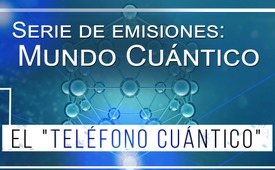 Serie de emisiones:
Mundo Cuántico
El "Teléfono Cuántico"